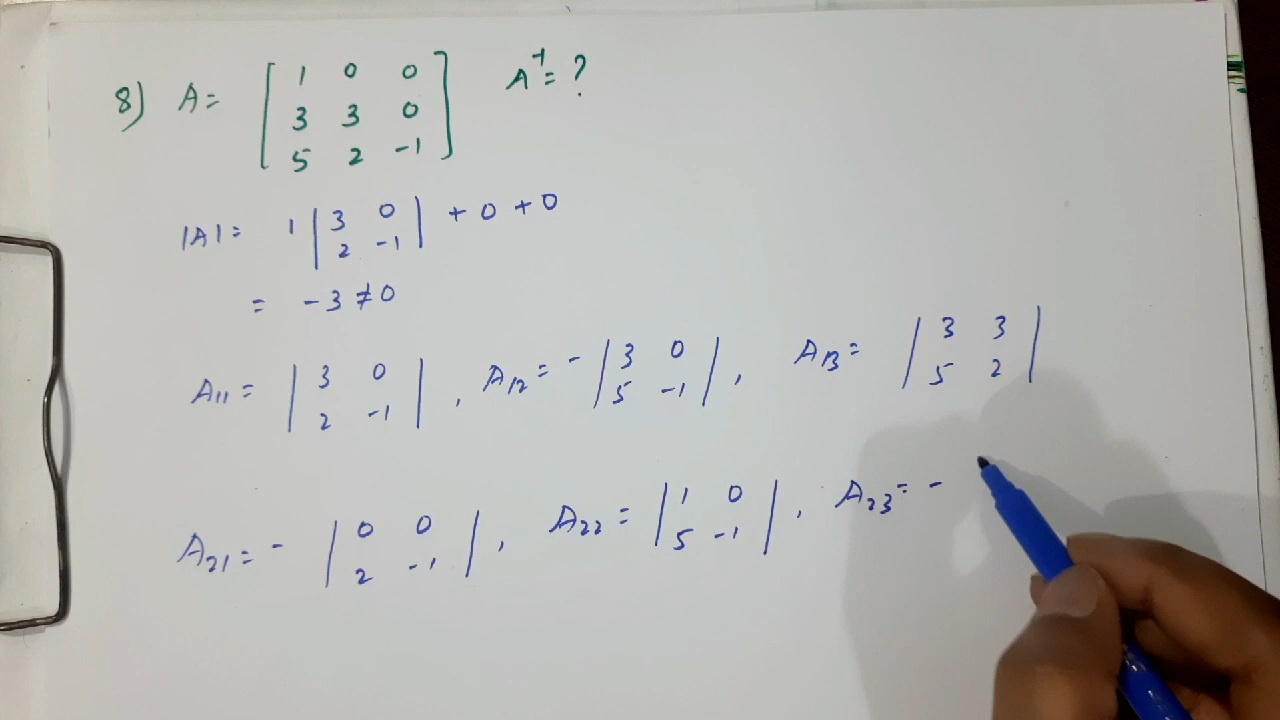 8) A = [ 1 0 0 A⁻¹ = ?
3 3 0
5 2 -1 ]
|A| = 1 | 3 0 | + 0 + 0
2 -1
= -3 ≠ 0
A₁₁ = | 3 0 | , A₁₂ = - | 3 0 | , A₁₃ = | 3 3 |
2 -1 5 -1 5 2
A₂₁ = - | 0 0 | , A₂₂ = | 1 0 | , A₂₃ = -
2 -1 5 -1